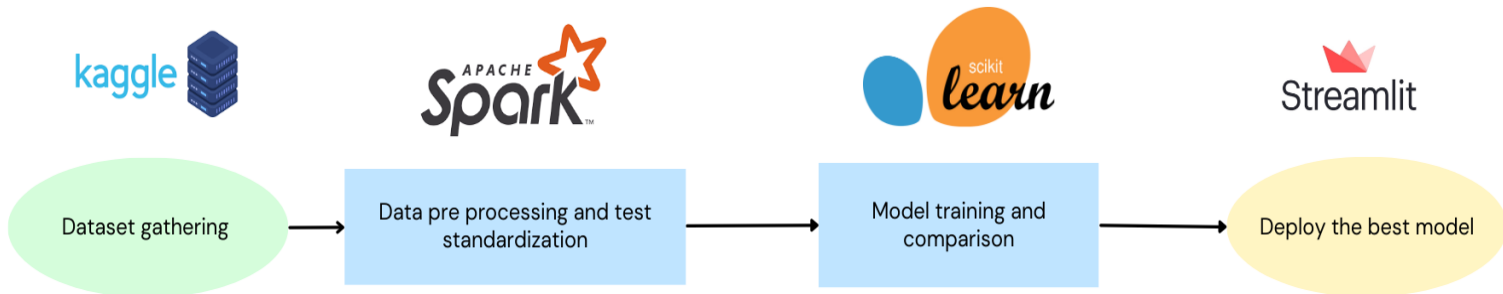 kaggle
APACHE
Spark
TM
scikit
learn
Streamlit
Dataset gathering
Data pre processing and test
standardization
Model training and
comparison
Deploy the best model